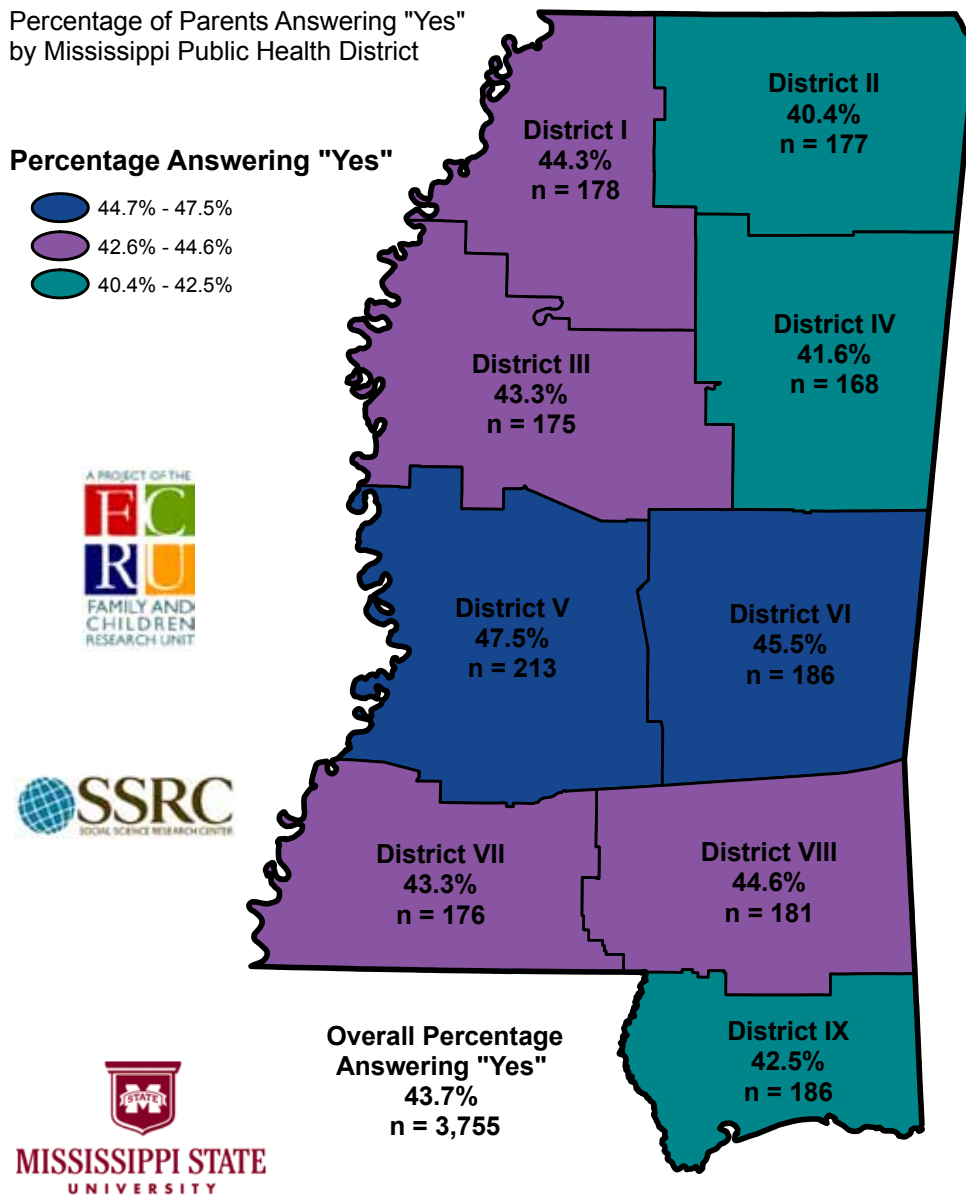 Percentage of Parents Answering "Yes"
by Mississippi Public Health District
Percentage Answering "Yes"
44.7% - 47.5%
42.6% - 44.6%
40.4% - 42.5%
District I
44.3%
n = 178
District II
40.4%
n = 177
District III
43.3%
n = 175
District IV
41.6%
n = 168
District V
47.5%
n = 213
District VI
45.5%
n = 186
District VII
43.3%
n = 176
District VIII
44.6%
n = 181
District IX
42.5%
n = 186
Overall Percentage
Answering "Yes"
43.7%
n = 3,755
A PROJECT OF THE
FC
RU
FAMILY AND
CHILDREN
RESEARCH UNIT
SSRC
SOCIAL SCIENCE RESEARCH CENTER
M
STATE
MISSISSIPPI STATE
UNIVERSITY